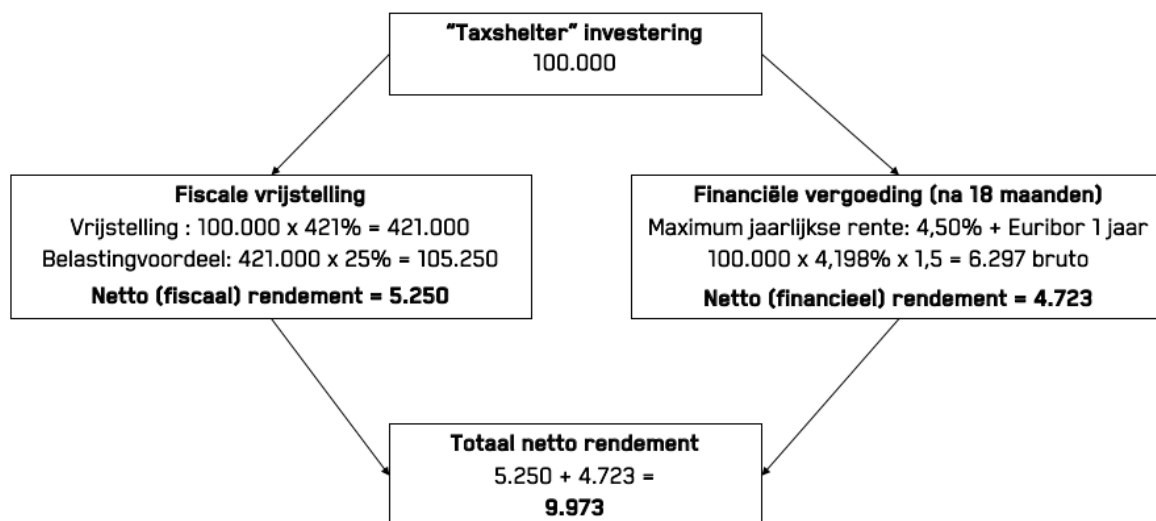 “Taxshelter” investering
100.000
Fiscale vrijstelling
Vrijstelling : 100.000 x 421% = 421.000
Belastingvoordeel: 421.000 x 25% = 105.250
Netto (fiscaal) rendement = 5.250
Financiële vergoeding (na 18 maanden)
Maximum jaarlijkse rente: 4,50% + Euribor 1 jaar
100.000 x 4,198% x 1,5 = 6.297 bruto
Netto (financieel) rendement = 4.723
Totaal netto rendement
5.250 + 4.723 =
9.973